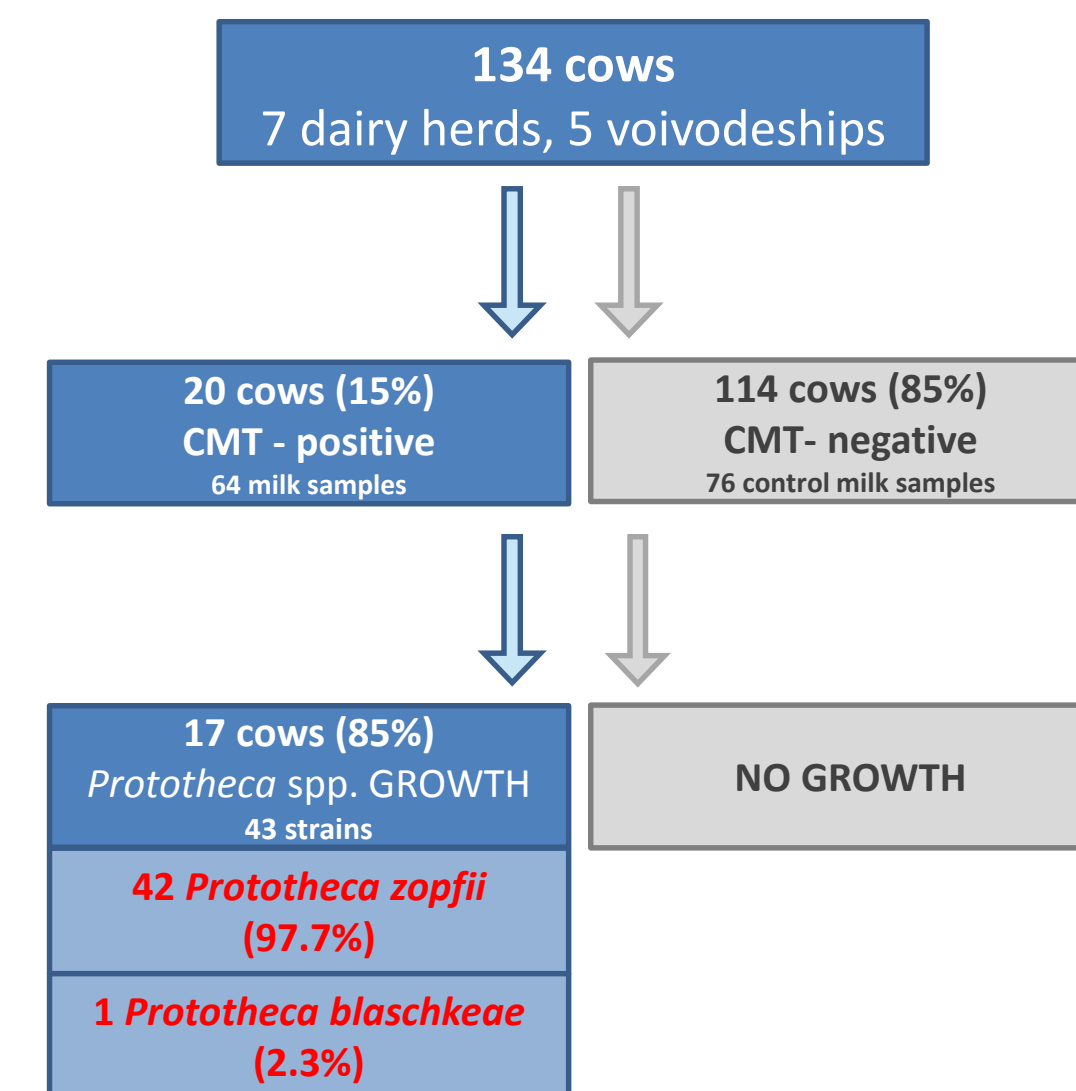 134 cows
7 dairy herds, 5 voivodeships
20 cows (15%)
CMT - positive
64 milk samples
114 cows (85%)
CMT- negative
76 control milk samples
17 cows (85%)
Prototheca spp. GROWTH
43 strains
NO GROWTH
42 Prototheca zopfii
(97.7%)
1 Prototheca blaschkeae
(2.3%)